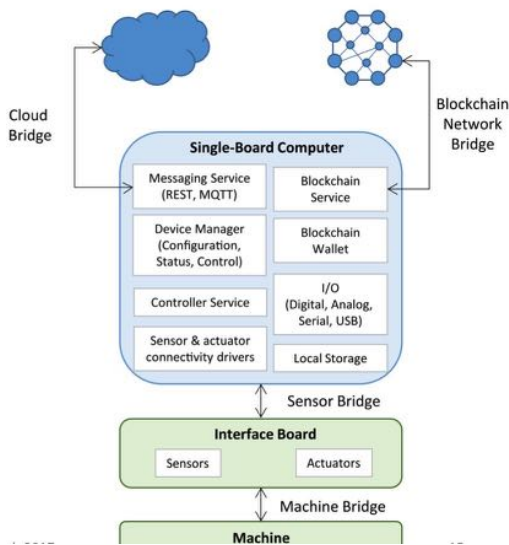 Cloud
Bridge
Blockchain
Network
Bridge
Single-Board Computer
Messaging Service
(REST, MQTT)
Blockchain
Service
Device Manager
(Configuration,
Status, Control)
Blockchain
Wallet
Controller Service
I/O
(Digital, Analog,
Serial, USB)
Sensor & actuator
connectivity drivers
Local Storage
Sensor Bridge
Interface Board
Sensors
Actuators
Machine Bridge
Machine